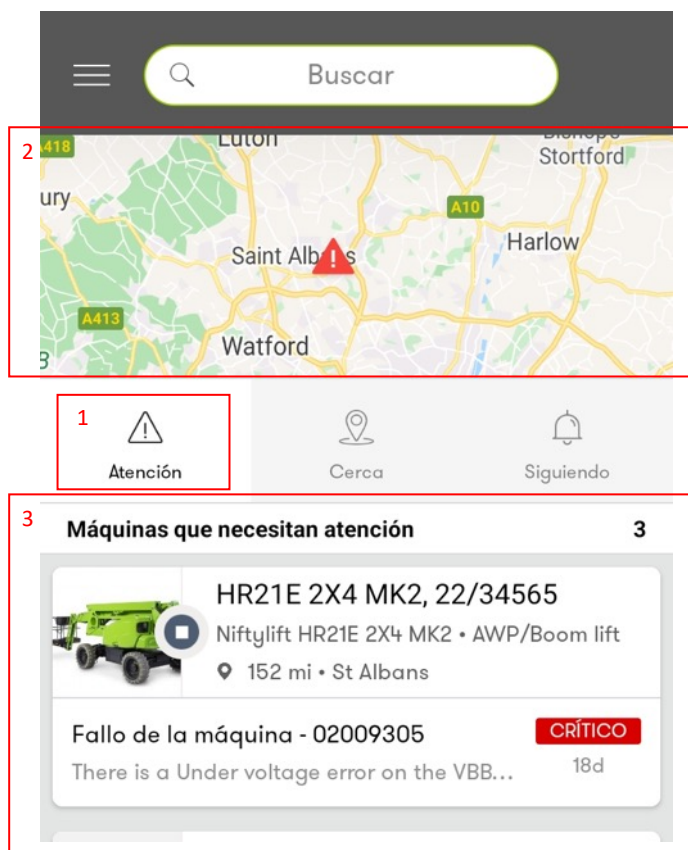 Buscar
2
A418
Luton
Bishops
Stortford
ury
A10
Saint Albans
Harlow
A413
Watford
B
1
Atención
Cerca
Siguiendo
3
Máquinas que necesitan atención 3
HR21E 2X4 MK2, 22/34565
Niftylift HR21E 2X4 MK2 • AWP/Boom lift
152 mi • St Albans
Fallo de la máquina - 02009305 CRÍTICO
There is a Under voltage error on the VBB... 18d